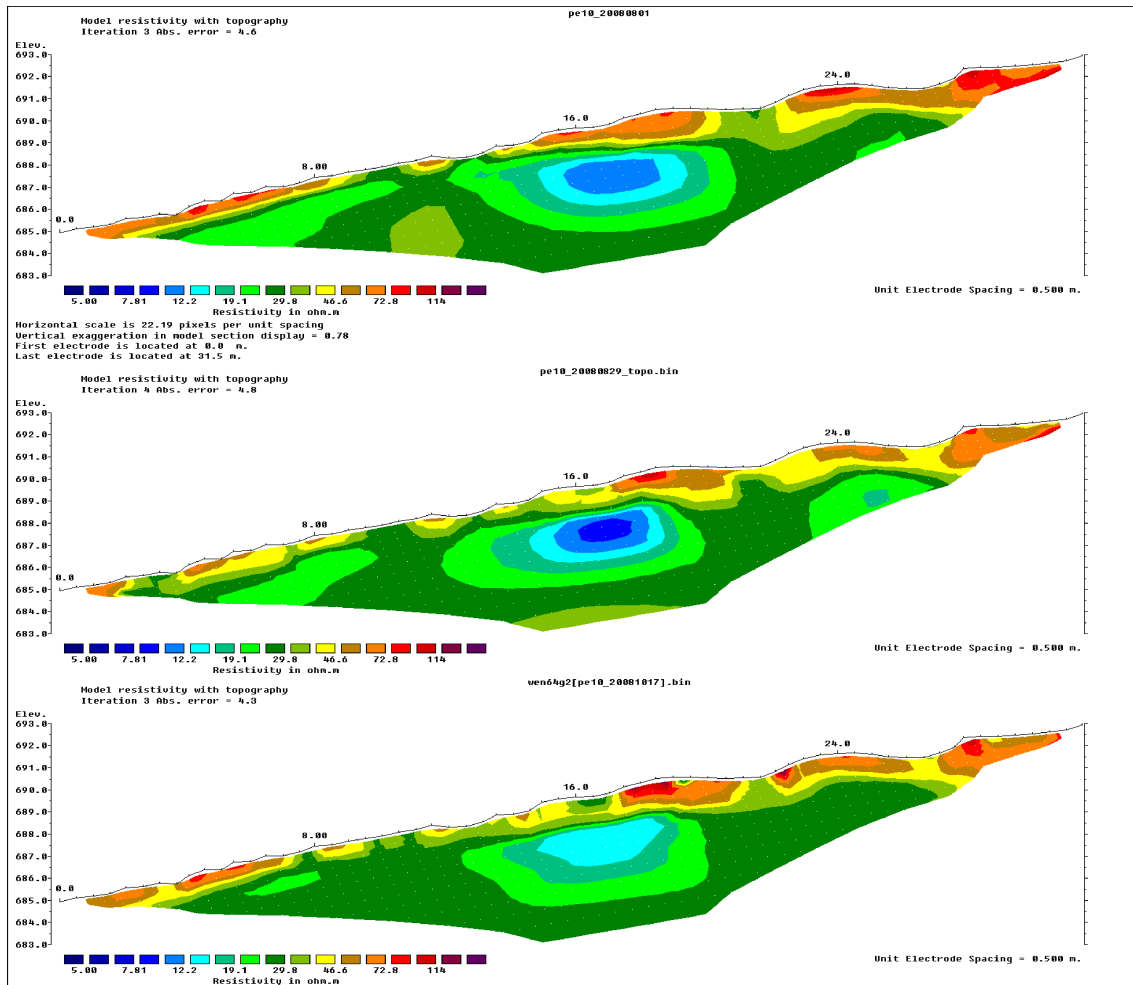 pe10_20080801
Model resistivity with topography
Iteration 3 Abs. error = 4.6
Elev.
693.0
692.0
691.0
690.0
689.0
688.0
687.0
686.0
685.0
684.0
683.0
0.0
8.00
16.0
24.0
5.00 7.81 12.2 19.1 29.8 46.6 72.8 114
Resistivity in ohm.m
Unit Electrode Spacing = 0.500 m.
Horizontal scale is 22.19 pixels per unit spacing
Vertical exaggeration in model section display = 0.78
First electrode is located at 0.0 m.
Last electrode is located at 31.5 m.
pe10_20080829_topo.bin
Model resistivity with topography
Iteration 4 Abs. error = 4.8
Elev.
693.0
692.0
691.0
690.0
689.0
688.0
687.0
686.0
685.0
684.0
683.0
0.0
8.00
16.0
24.0
5.00 7.81 12.2 19.1 29.8 46.6 72.8 114
Resistivity in ohm.m
Unit Electrode Spacing = 0.500 m.
wen64g2[pe10_20081017].bin
Model resistivity with topography
Iteration 3 Abs. error = 4.3
Elev.
693.0
692.0
691.0
690.0
689.0
688.0
687.0
686.0
685.0
684.0
683.0
0.0
8.00
16.0
24.0
5.00 7.81 12.2 19.1 29.8 46.6 72.8 114
Resistivity in ohm.m
Unit Electrode Spacing = 0.500 m.